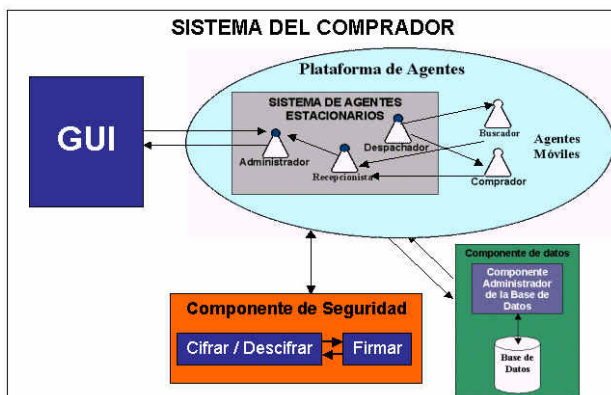 SISTEMA DEL COMPRADOR
Plataforma de Agentes
GUI
SISTEMA DE AGENTES
ESTACIONARIOS
Administrador
Recepcionista
Despachador
Buscador
Agentes
Móviles
Comprador
Componente de Seguridad
Cifrar / Descifrar
Firmar
Componente de datos
Componente
Administrador
de la Base de
Datos
Base de
Datos